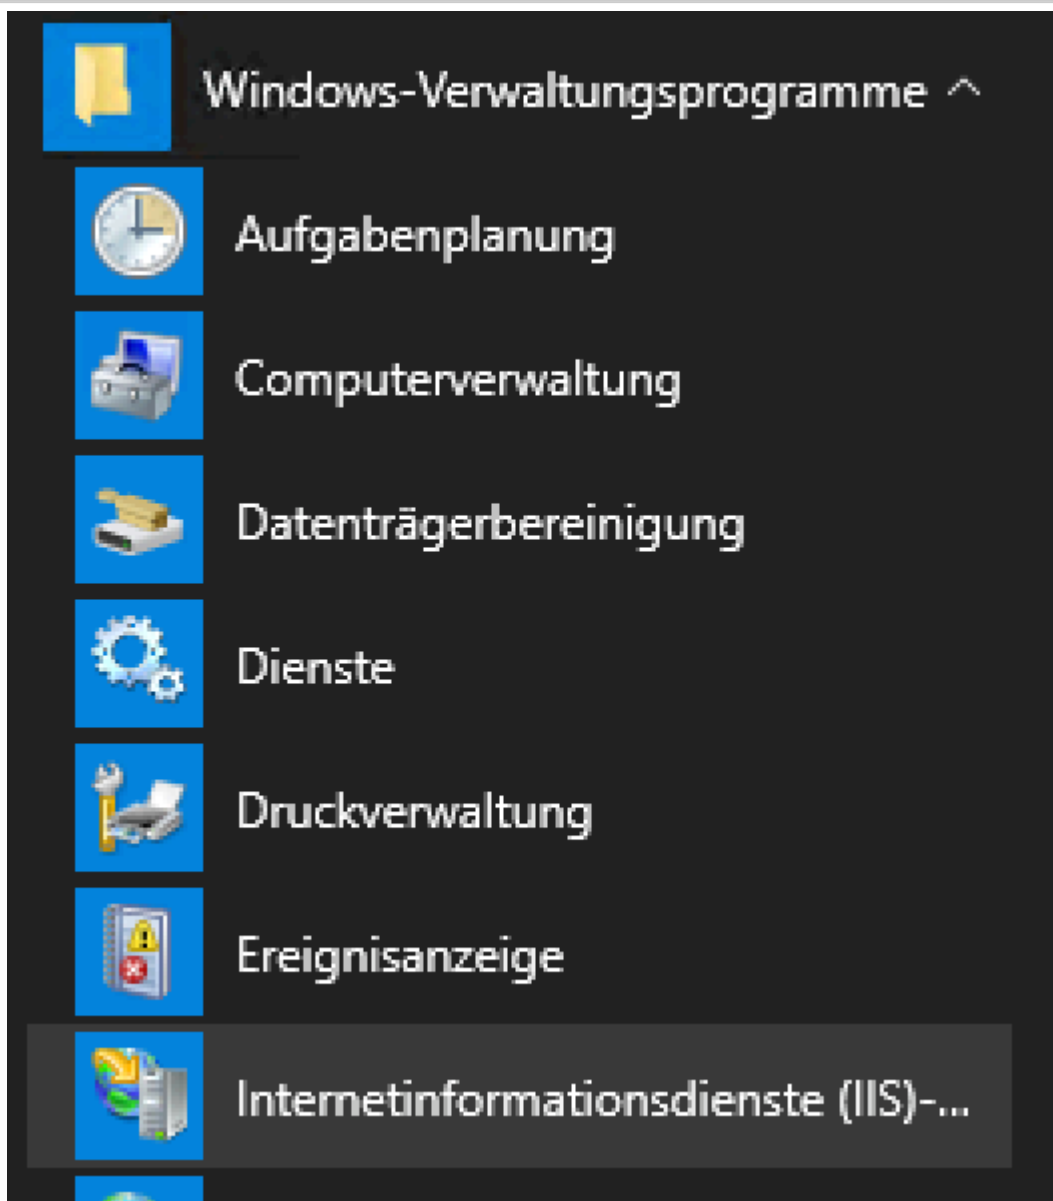 Windows-Verwaltungsprogramme
Aufgabenplanung
Computerverwaltung
Datenträgerbereinigung
Dienste
Druckverwaltung
Ereignisanzeige
Internetinformationsdienste (IIS)-...